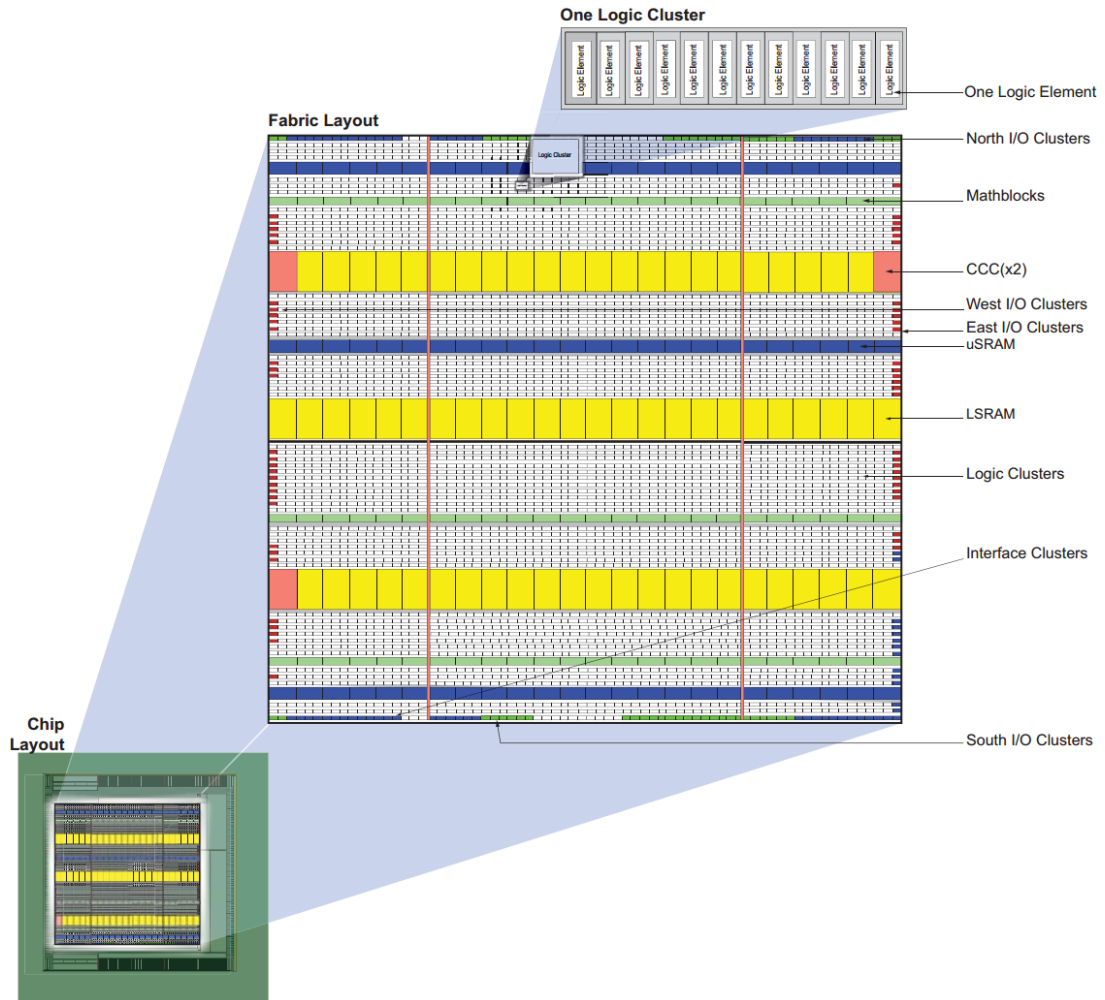 One Logic Cluster
Logic Element
Logic Element
Logic Element
Logic Element
Logic Element
Logic Element
Logic Element
Logic Element
Logic Element
Logic Element
Logic Element
Logic Element
One Logic Element
Fabric Layout
North I/O Clusters
Logic Cluster
Mathblocks
CCC(x2)
West I/O Clusters
East I/O Clusters
uSRAM
LSRAM
Logic Clusters
Interface Clusters
South I/O Clusters
Chip
Layout